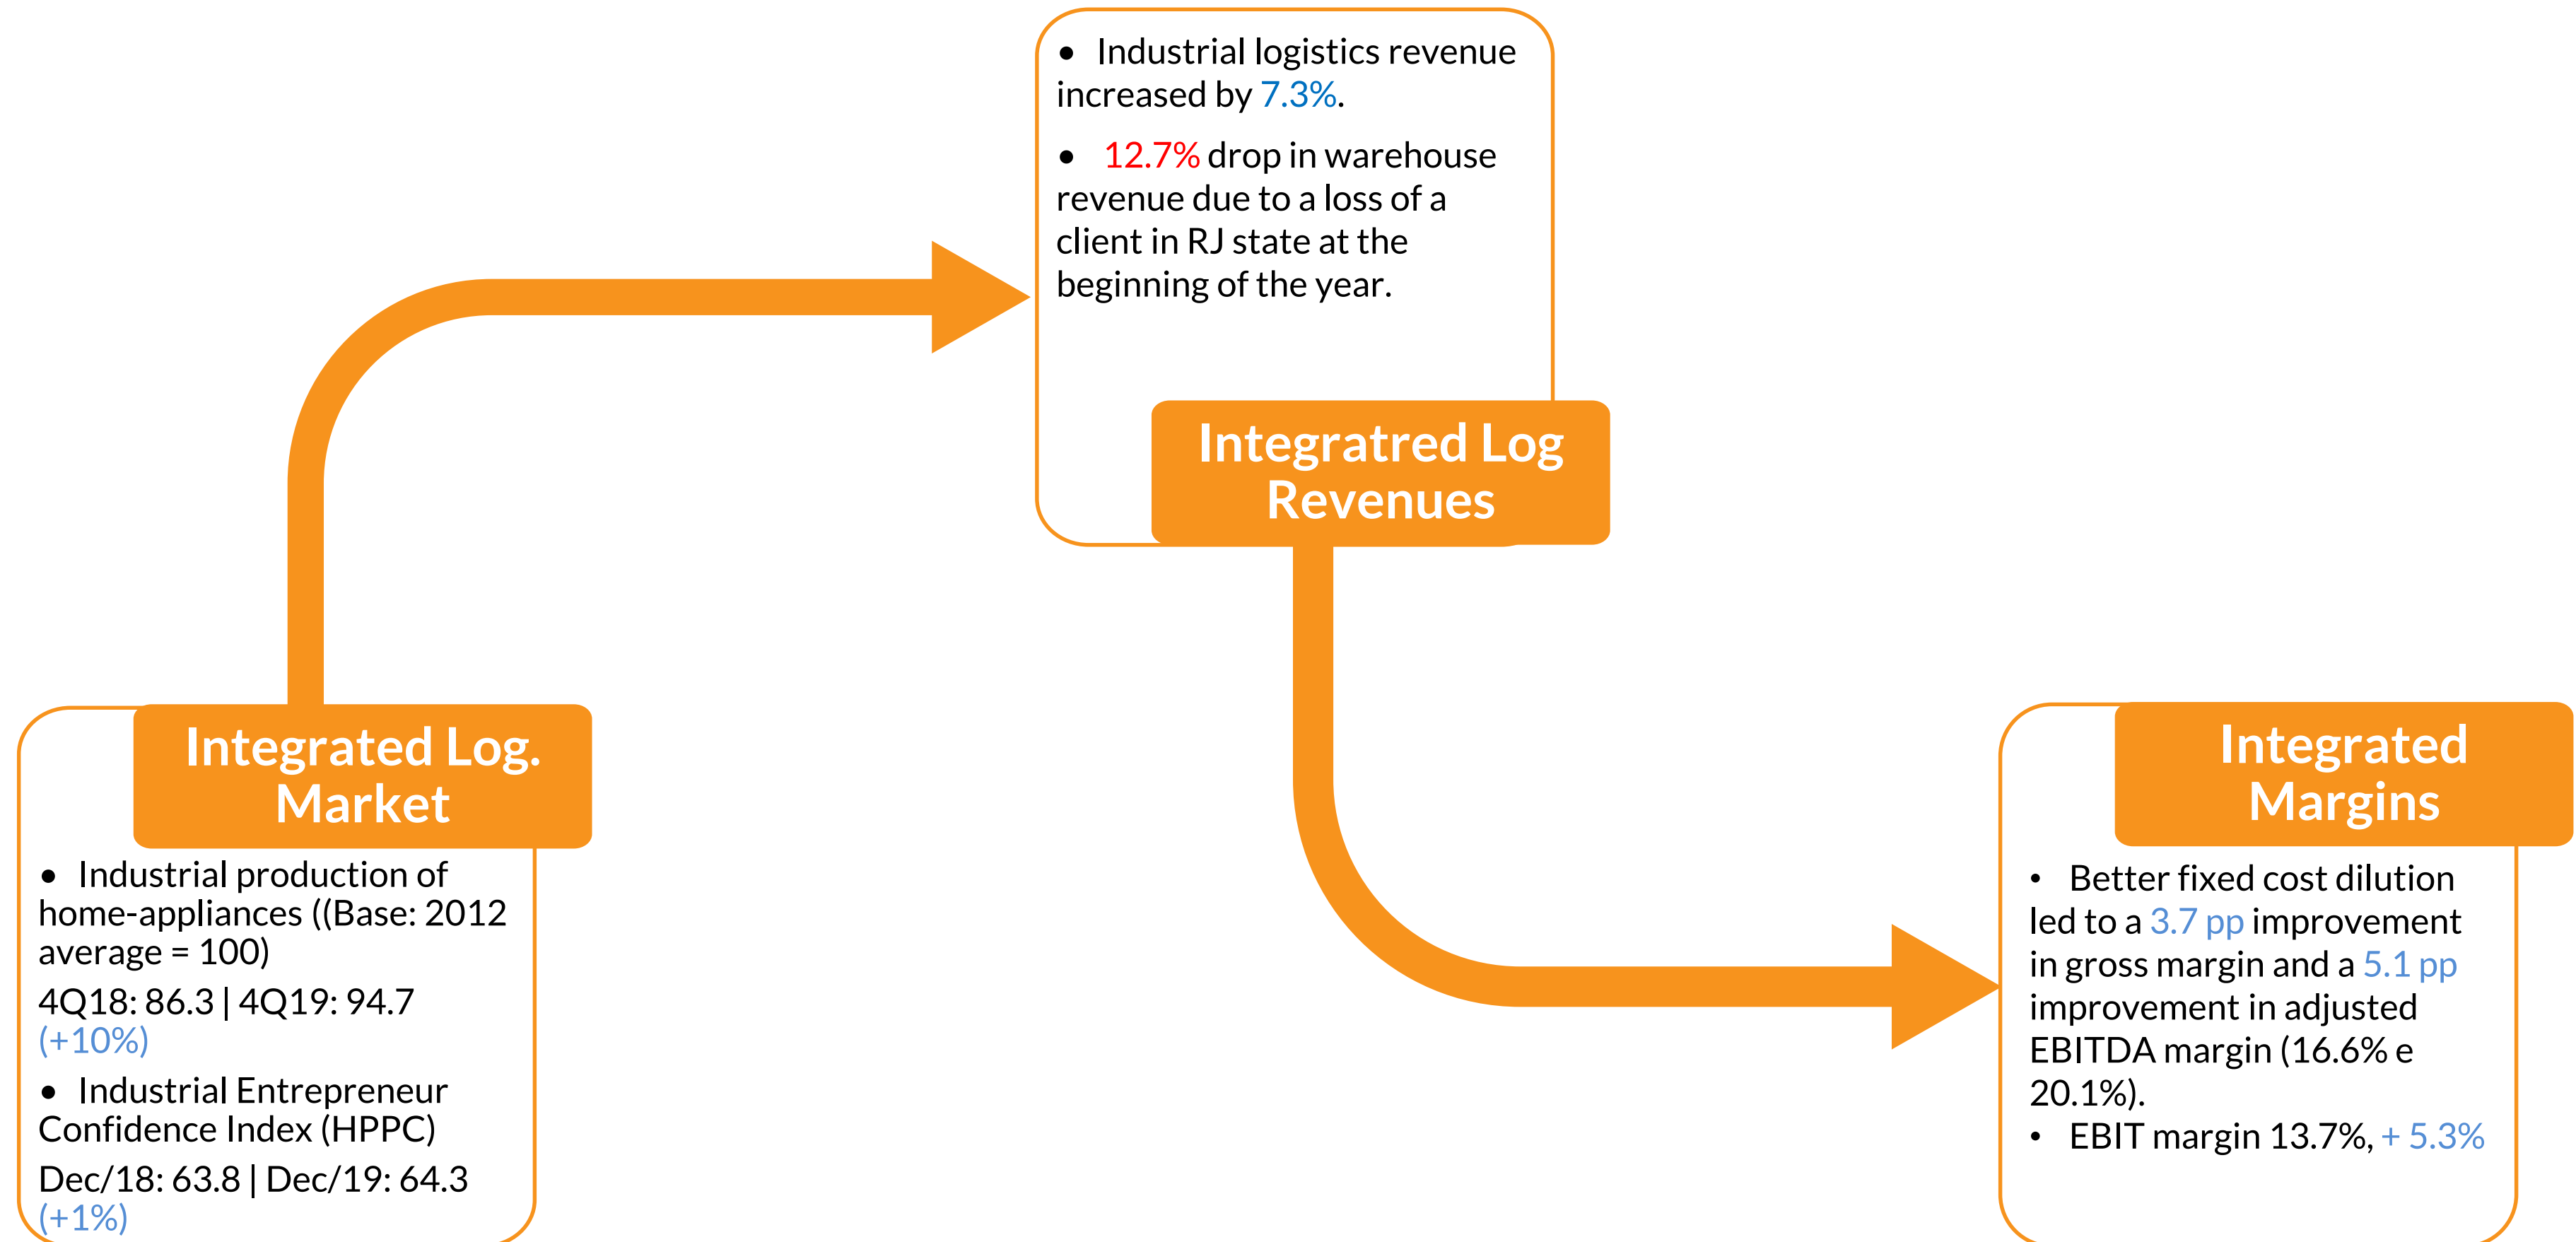 Integrated Log.
Market
• Industrial production of
home-appliances ((Base: 2012
average = 100)
4Q18: 86.3 | 4Q19: 94.7
(+10%)
• Industrial Entrepreneur
Confidence Index (HPPC)
Dec/18: 63.8 | Dec/19: 64.3
(+1%)
• Industrial logistics revenue
increased by 7.3%.
• 12.7% drop in warehouse
revenue due to a loss of a
client in RJ state at the
beginning of the year.
Integratred Log
Revenues
Integrated
Margins
• Better fixed cost dilution
led to a 3.7 pp improvement
in gross margin and a 5.1 pp
improvement in adjusted
EBITDA margin (16.6% e
20.1%).
• EBIT margin 13.7%, + 5.3%